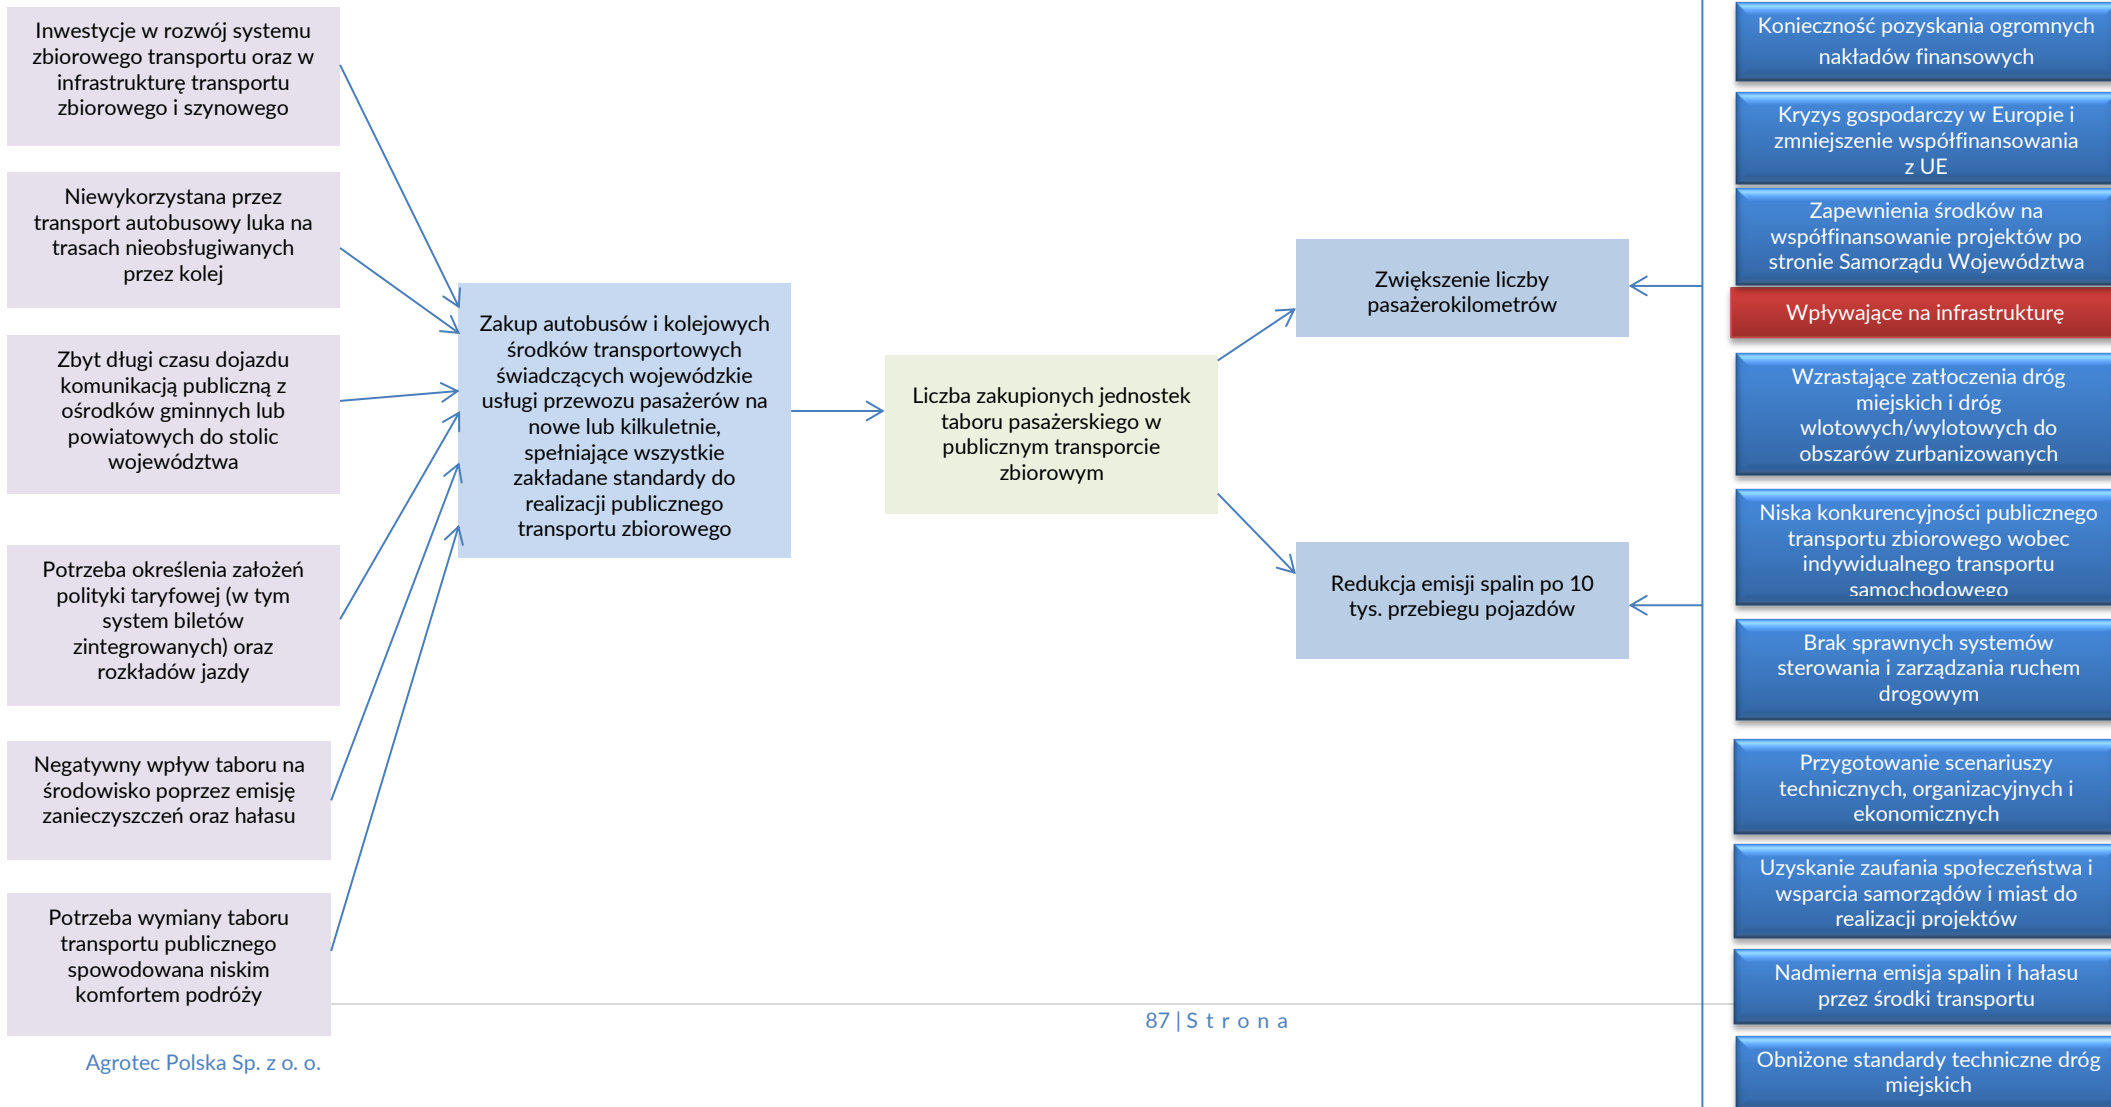 Inwestycje w rozwój systemu
zbiorowego transportu oraz w
infrastrukturę transportu
zbiorowego i szynowego
Niewykorzystana przez
transport autobusowy luka na
trasach nieobsługiwanych
przez kolej
Zbyt długi czasu dojazdu
komunikacją publiczną z
ośrodków gminnych lub
powiatowych do stolic
województwa
Potrzeba określenia założeń
polityki taryfowej (w tym
system biletów
zintegrowanych) oraz
rozkładów jazdy
Negatywny wpływ taboru na
środowisko poprzez emisję
zanieczyszczeń oraz hałasu
Potrzeba wymiany taboru
transportu publicznego
spowodowana niskim
komfortem podróży
Zakup autobusów i kolejowych
środków transportowych
świadczących wojewódzkie
usługi przewozu pasażerów na
nowe lub kilkuletnie,
spełniające wszystkie
zakładane standardy do
realizacji publicznego
transportu zbiorowego
Liczba zakupionych jednostek
taboru pasażerskiego w
publicznym transporcie
zbiorowym
Zwiększenie liczby
pasażerokilometrów
Redukcja emisji spalin po 10
tys. przebiegu pojazdów
Konieczność pozyskania ogromnych
nakładów finansowych
Kryzys gospodarczy w Europie i
zmniejszenie współfinansowania
z UE
Zapewnienia środków na
współfinansowanie projektów po
stronie Samorządu Województwa
Wpływające na infrastrukturę
Wzrastające zatłoczenia dróg
miejskich i dróg
wlotowych/wylotowych do
obszarów zurbanizowanych
Niska konkurencyjności publicznego
transportu zbiorowego wobec
indywidualnego transportu
samochodowego
Brak sprawnych systemów
sterowania i zarządzania ruchem
drogowym
Przygotowanie scenariuszy
technicznych, organizacyjnych i
ekonomicznych
Uzyskanie zaufania społeczeństwa i
wsparcia samorządów i miast do
realizacji projektów
Nadmierna emisja spalin i hałasu
przez środki transportu
Obniżone standardy techniczne dróg
miejskich
87 | S t r o n a
Agrotec Polska Sp. z o. o.